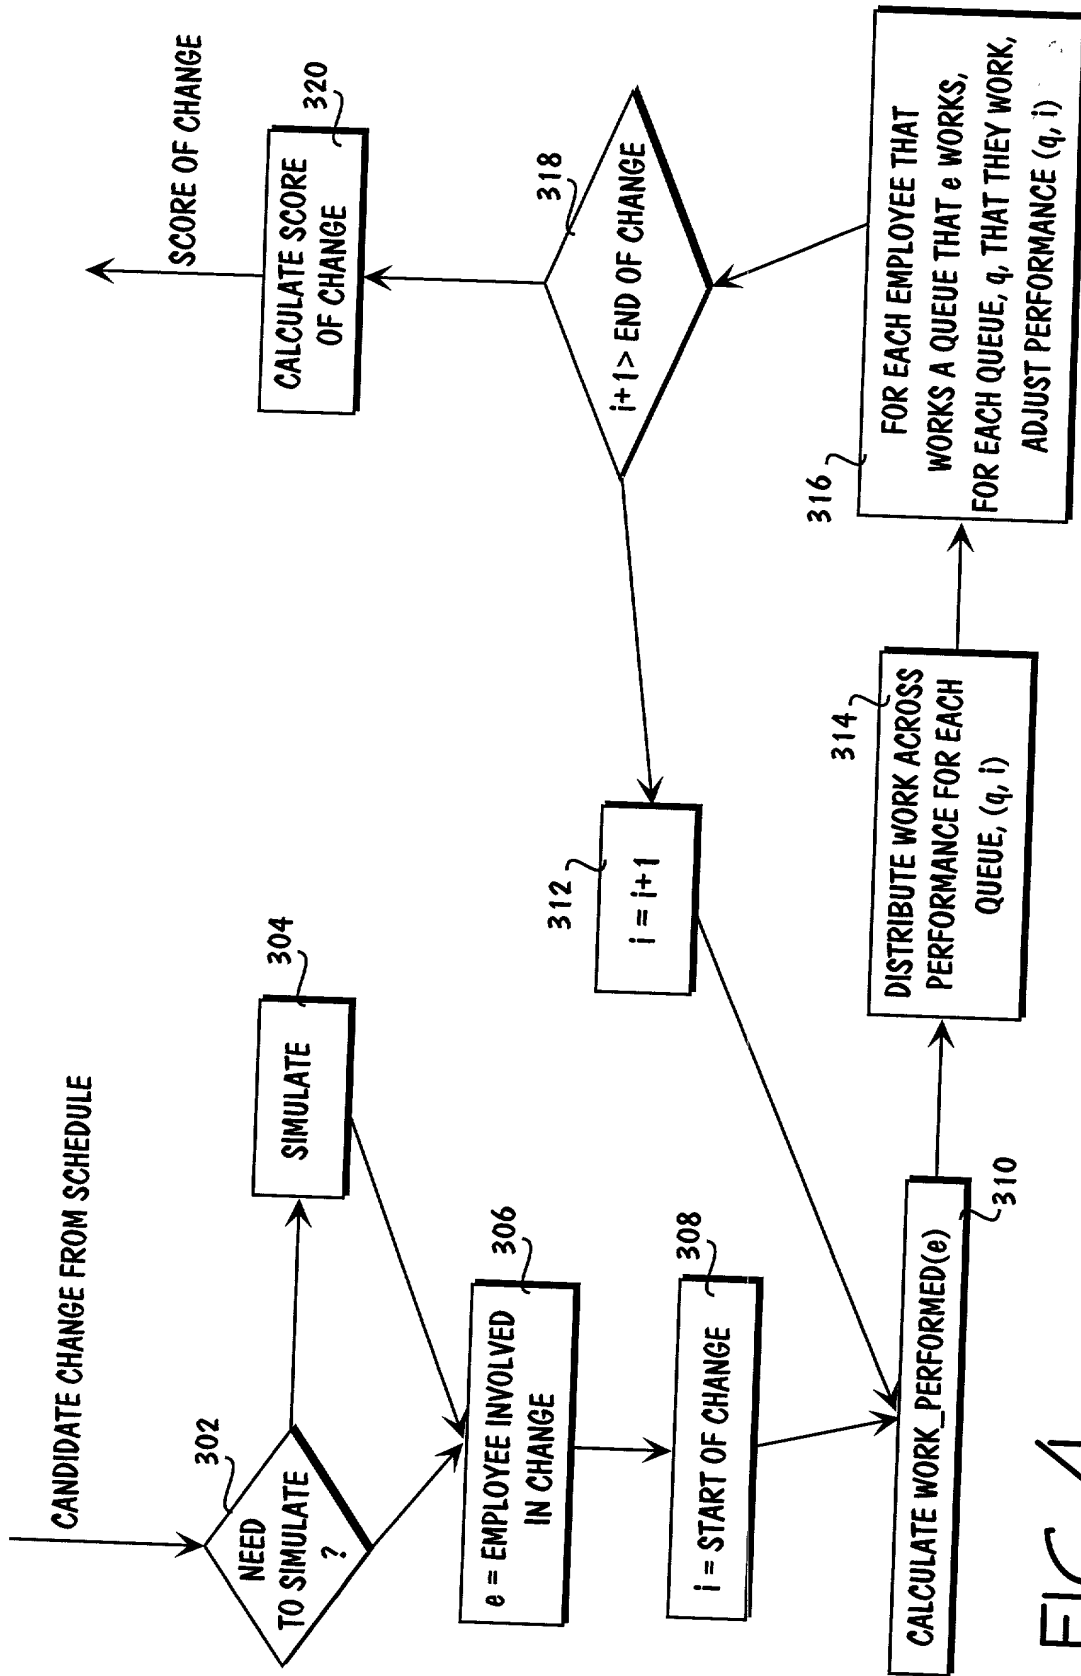 CANDIDATE CHANGE FROM SCHEDULE
302
NEED
TO SIMULATE
?
304
SIMULATE
306
e = EMPLOYEE INVOLVED
IN CHANGE
308
i = START OF CHANGE
CALCULATE WORK_PERFORMED(e)
310
312
i = i+1
314
DISTRIBUTE WORK ACROSS
PERFORMANCE FOR EACH
QUEUE, (q, i)
316
FOR EACH EMPLOYEE THAT
WORKS A QUEUE THAT e WORKS,
FOR EACH QUEUE, q, THAT THEY WORK,
ADJUST PERFORMANCE (q, i)
318
i+1> END OF CHANGE
320
CALCULATE SCORE
OF CHANGE
SCORE OF CHANGE